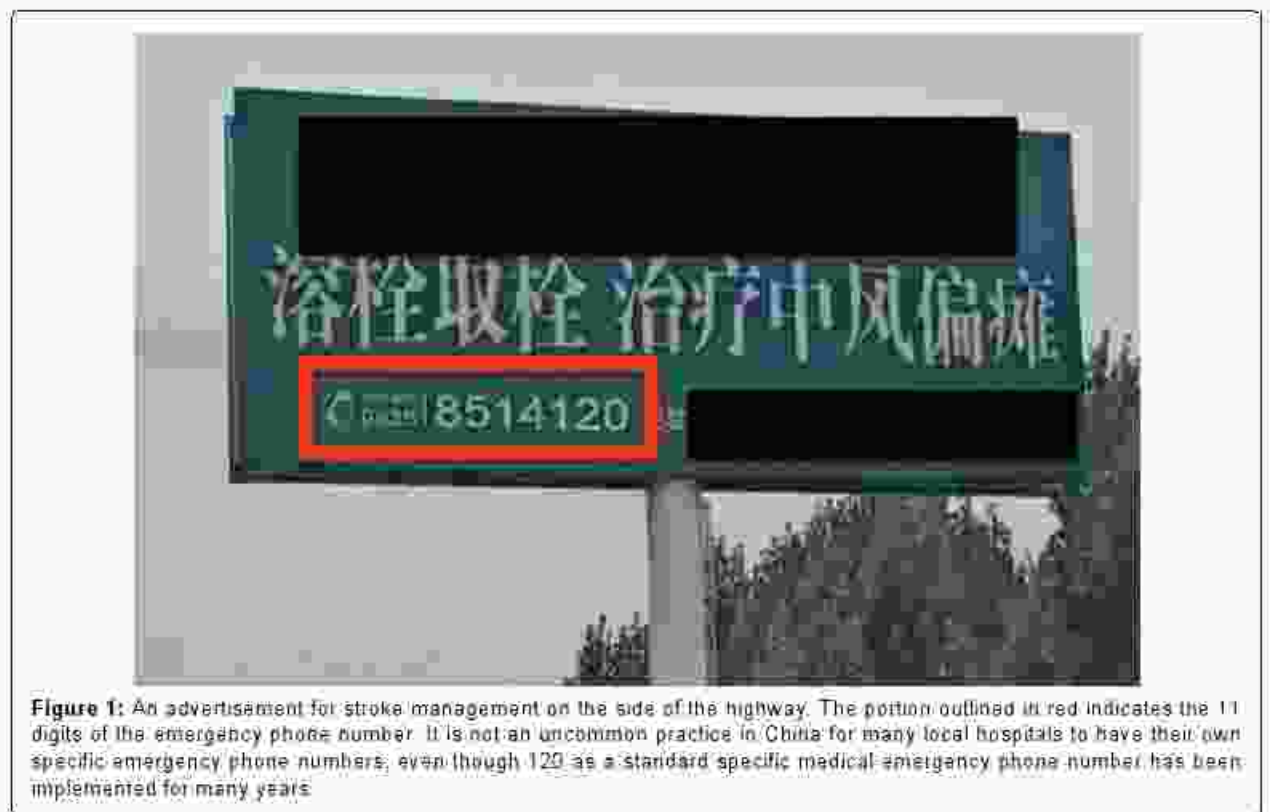 溶栓取栓 治疗中风偏瘫
8514120
Figure 1: An advertisement for stroke management on the side of the highway. The portion outlined in red indicates the 11
digits of the emergency phone number. It is not an uncommon practice in China for many local hospitals to have their own
specific emergency phone numbers, even though 120 as a standard specific medical emergency phone number has been
implemented for many years.